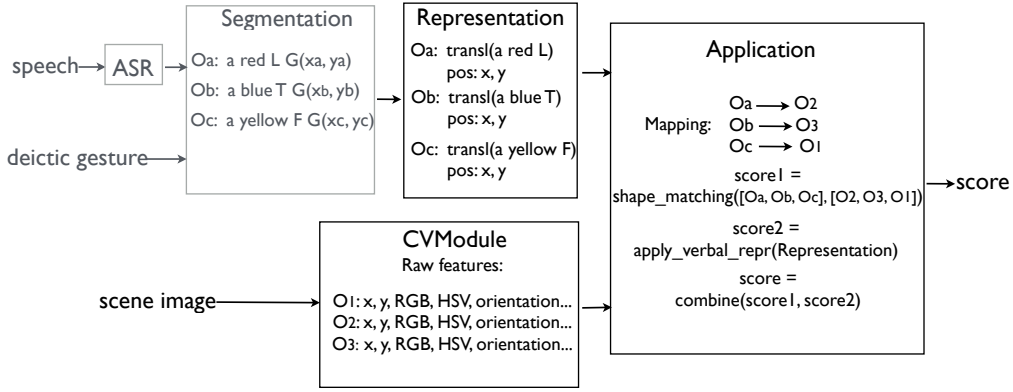 speech
ASR
deictic gesture
Segmentation
Oa: a red L G(xa, ya)
Ob: a blue T G(xb, yb)
Oc: a yellow F G(xc, yc)
Representation
Oa: transl(a red L)
pos: x, y
Ob: transl(a blue T)
pos: x, y
Oc: transl(a yellow F)
pos: x, y
scene image
CVModule
Raw features:
O1: x, y, RGB, HSV, orientation...
O2: x, y, RGB, HSV, orientation...
O3: x, y, RGB, HSV, orientation...
Application
Mapping:
Oa O2
Ob O3
Oc O1
score1 =
shape_matching([Oa, Ob, Oc], [O2, O3, O1])
score2 =
apply_verbal_repr(Representation)
score =
combine(score1, score2)
score